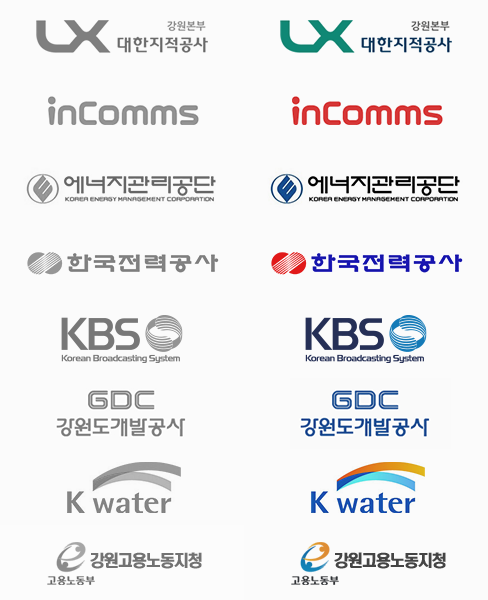 LX 강원본부 LX 강원본부
대한지적공사 대한지적공사
inComms inComms
에너지관리공단 에너지관리공단
KOREA ENERGY MANAGEMENT CORPORATION KOREA ENERGY MANAGEMENT CORPORATION
한국전력공사 한국전력공사
KBS KBS
Korean Broadcasting System Korean Broadcasting System
GDC GDC
강원도개발공사 강원도개발공사
K water K water
강원고용노동지청 강원고용노동지청
고용노동부 고용노동부